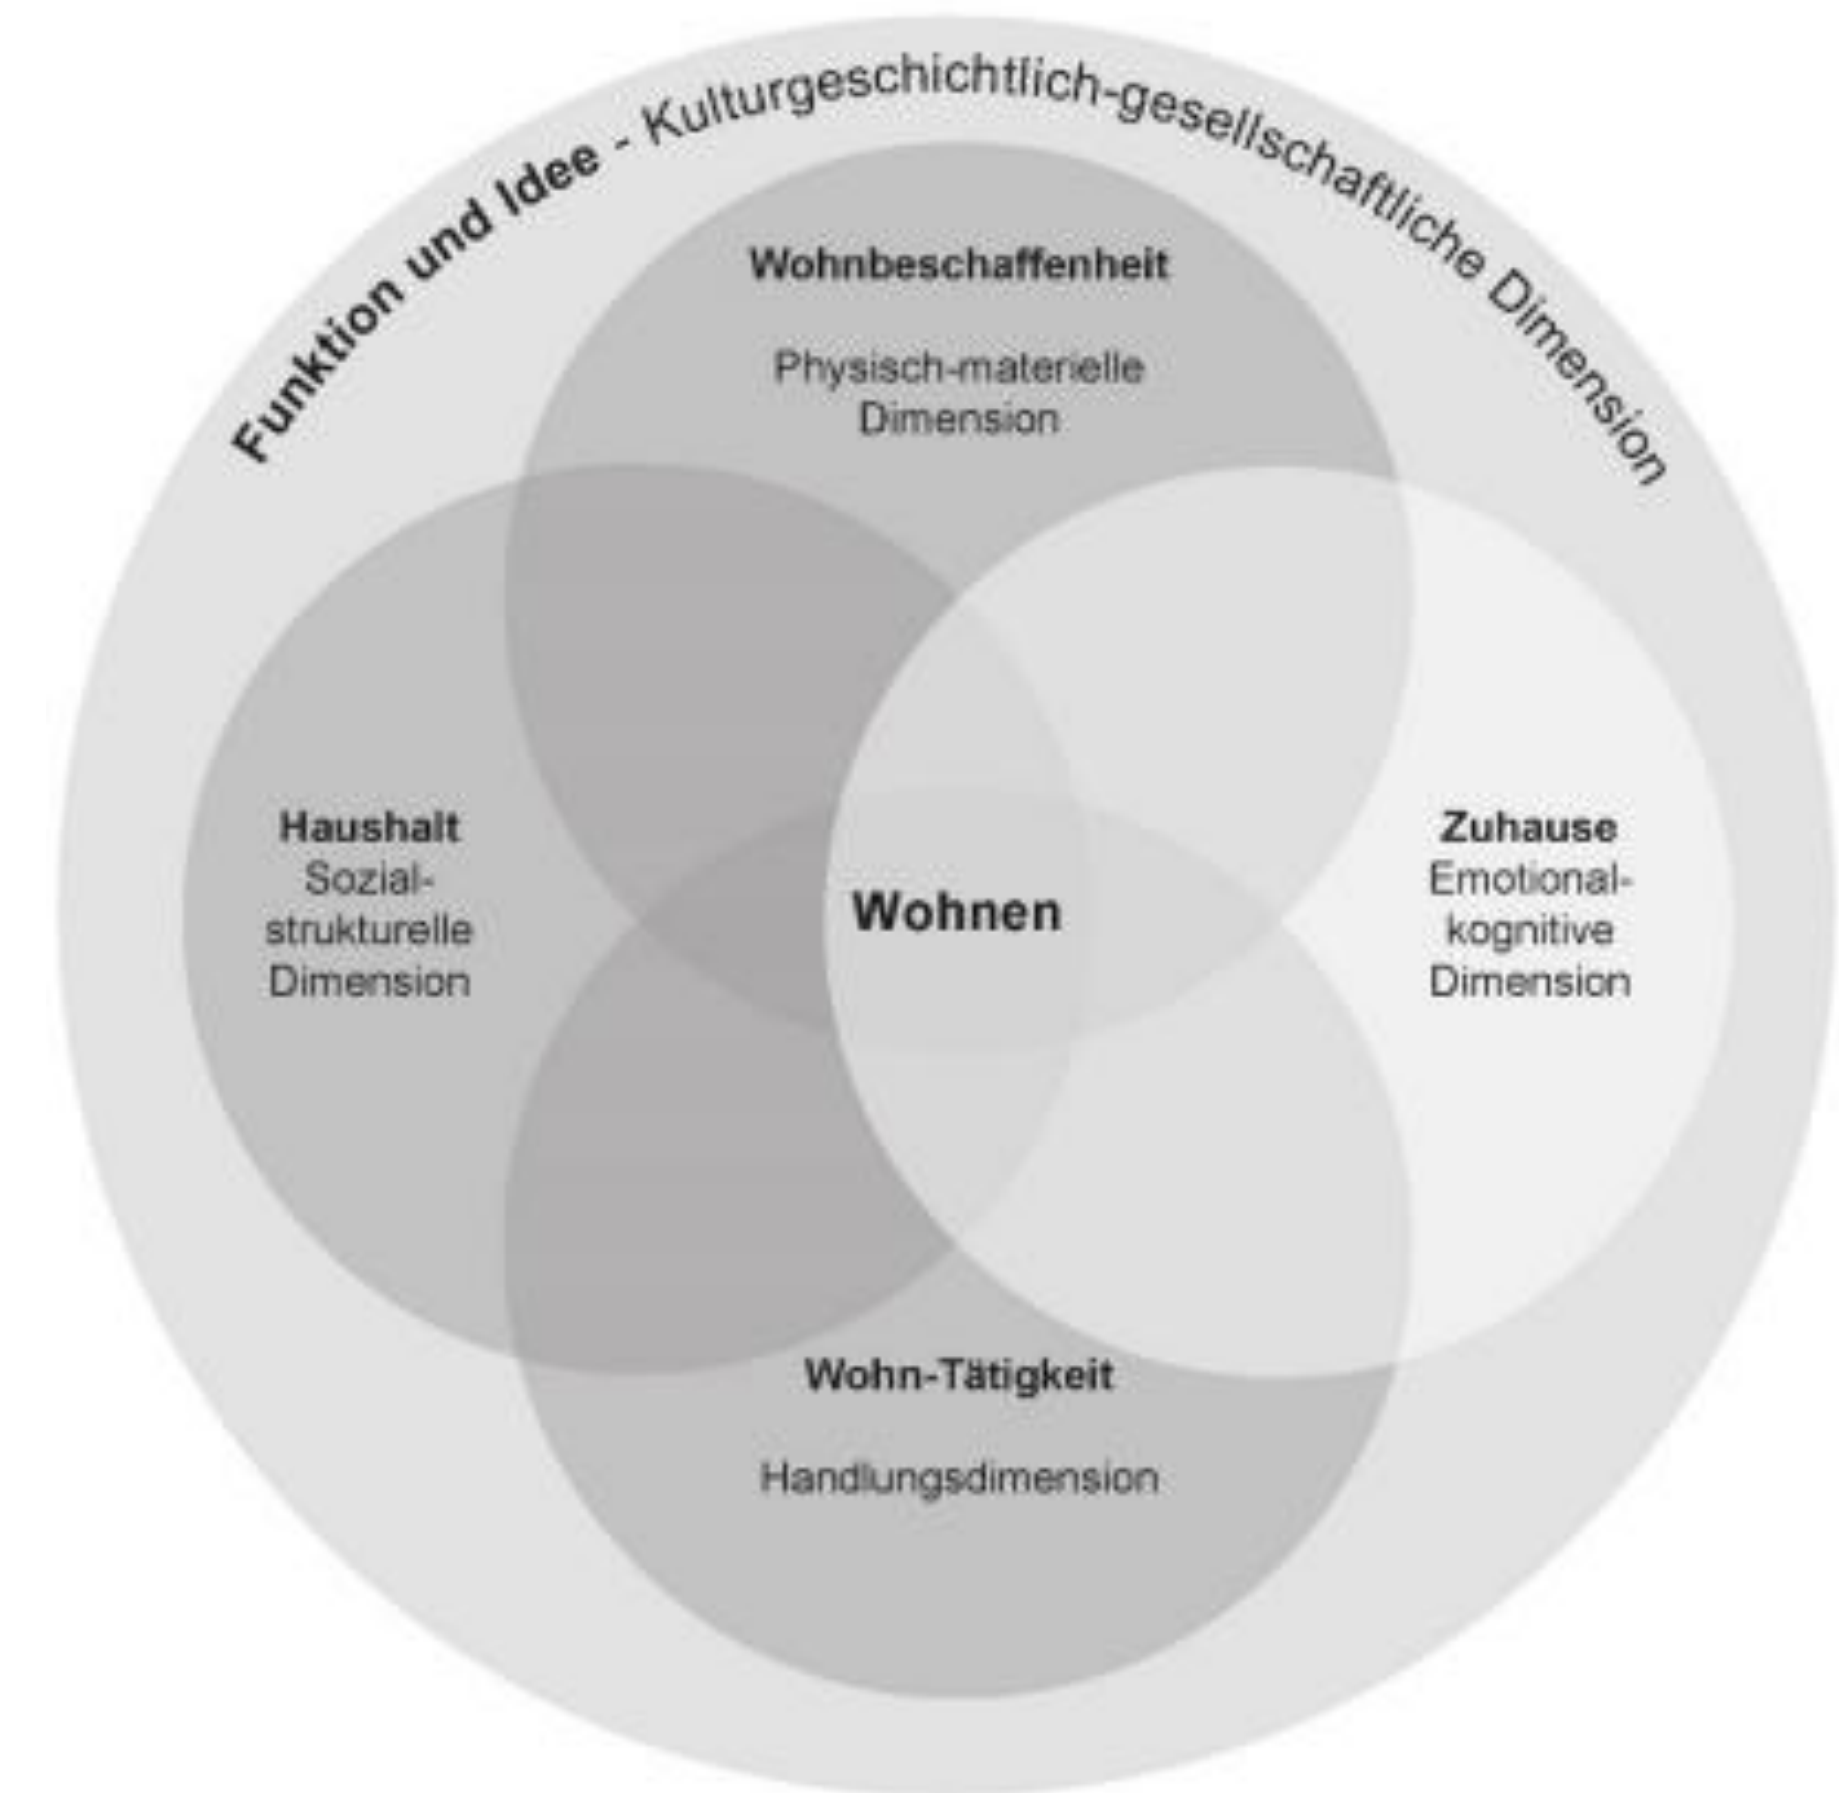 Funktion und Idee - Kulturgeschichtlich-gesellschaftliche Dimension
Wohnbeschaffenheit
Physisch-materielle
Dimension
Haushalt
Sozial-
strukturelle
Dimension
Wohnen
Zuhause
Emotional-
kognitive
Dimension
Wohn-Tätigkeit
Handlungsdimension